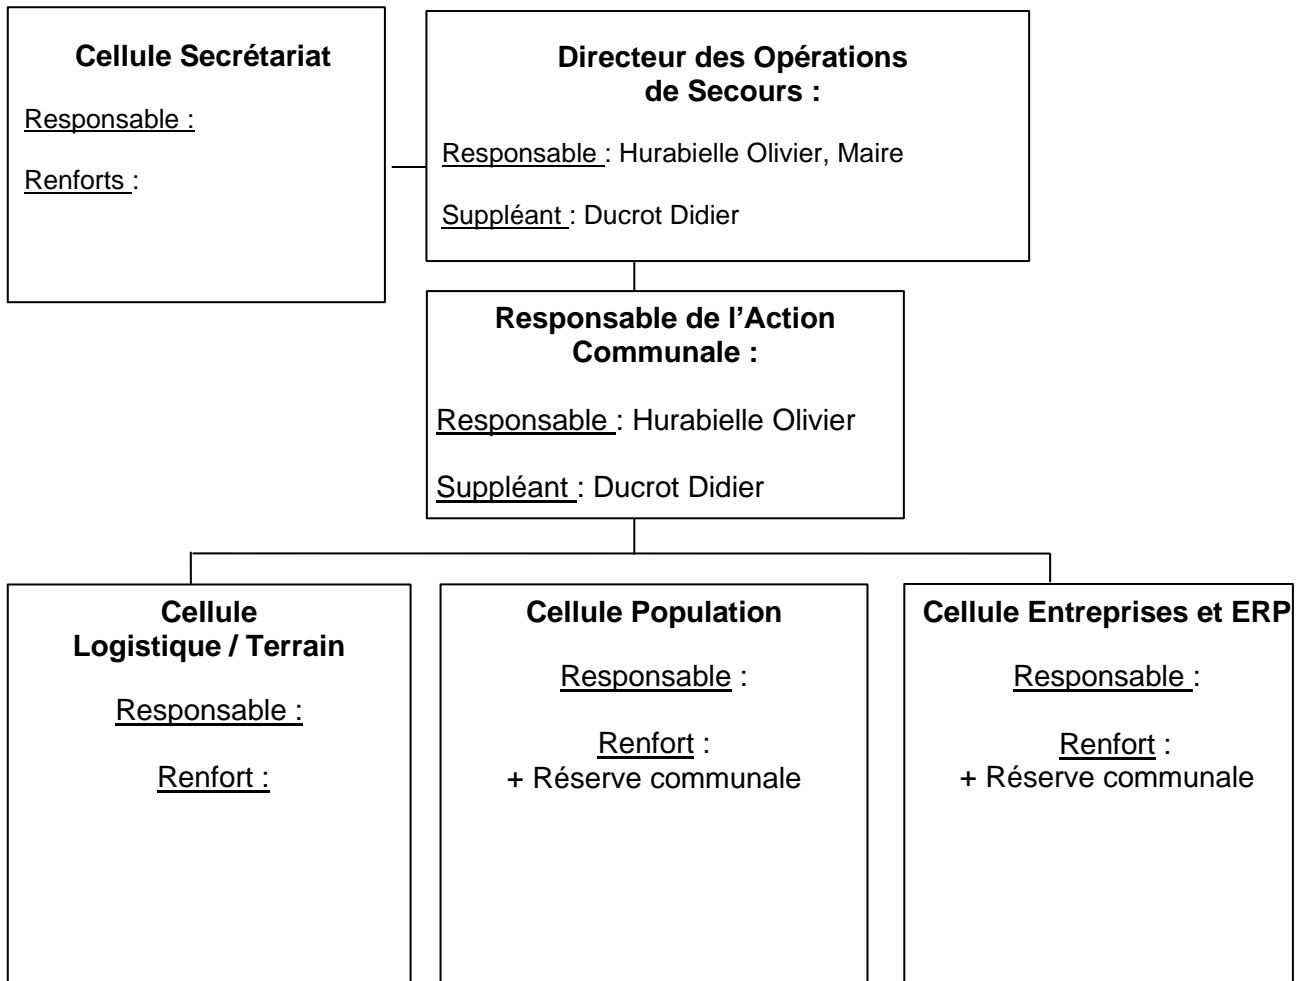 Cellule Secrétariat
Responsable :
Renforts :
Directeur des Opérations
de Secours :
Responsable : Hurabielle Olivier, Maire
Suppléant : Ducrot Didier
Responsable de l’Action
Communale :
Responsable : Hurabielle Olivier
Suppléant : Ducrot Didier
Cellule
Logistique / Terrain
Responsable :
Renfort :
Cellule Population
Responsable :
Renfort :
+ Réserve communale
Cellule Entreprises et ERP
Responsable :
Renfort :
+ Réserve communale